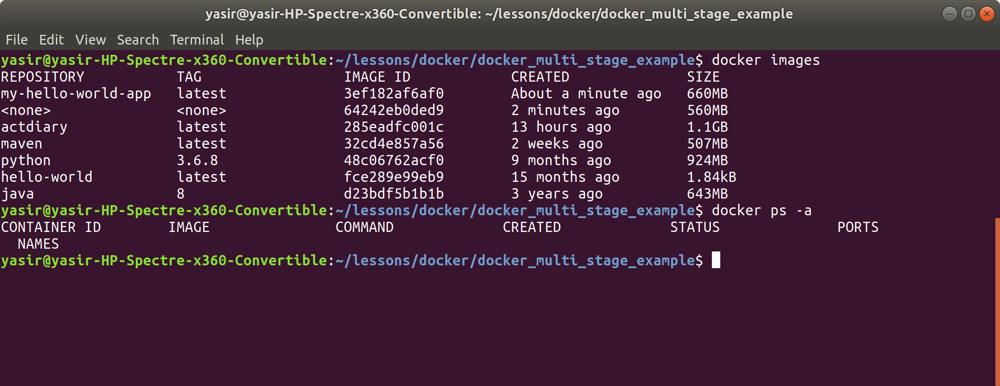 yasir@yasir-HP-Spectre-x360-Convertible: ~/lessons/docker/docker_multi_stage_example
File Edit View Search Terminal Help
yasir@yasir-HP-Spectre-x360-Convertible:~/lessons/docker/docker_multi_stage_example$ docker images
REPOSITORY           TAG                 IMAGE ID            CREATED              SIZE
my-hello-world-app   latest              3ef182af6af0        About a minute ago   660MB
<none>               <none>              64242eb0ded9        2 minutes ago        560MB
actdiary             latest              285eadfc001c        13 hours ago         1.1GB
maven                latest              32cd4e857a56        2 weeks ago          507MB
python               3.6.8               48c06762acf0        9 months ago         924MB
hello-world          latest              fce289e99eb9        15 months ago        1.84kB
java                 8                   d23bdf5b1b1b        3 years ago          643MB
yasir@yasir-HP-Spectre-x360-Convertible:~/lessons/docker/docker_multi_stage_example$ docker ps -a
CONTAINER ID        IMAGE               COMMAND             CREATED             STATUS              PORTS
  NAMES
yasir@yasir-HP-Spectre-x360-Convertible:~/lessons/docker/docker_multi_stage_example$